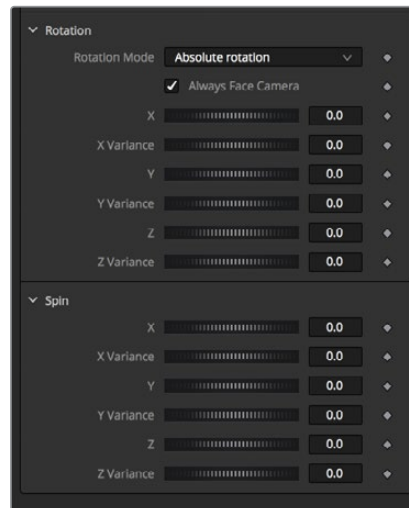 Rotation
Rotation Mode Absolute rotation
Always Face Camera
X 0.0
X Variance 0.0
Y 0.0
Y Variance 0.0
Z 0.0
Z Variance 0.0
Spin
X 0.0
X Variance 0.0
Y 0.0
Y Variance 0.0
Z 0.0
Z Variance 0.0